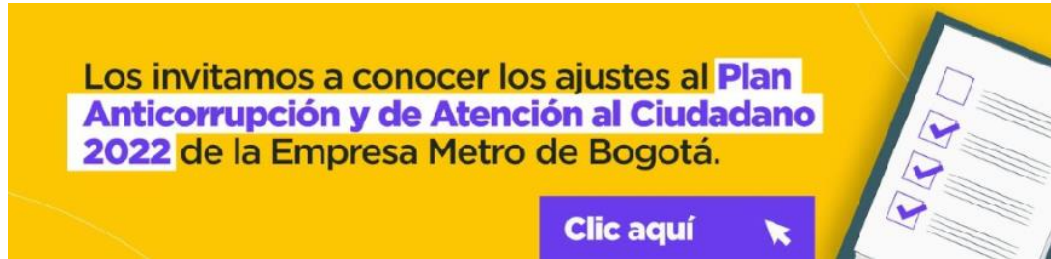 Los invitamos a conocer los ajustes al Plan
Anticorrupción y de Atención al Ciudadano
2022 de la Empresa Metro de Bogotá.
Clic aquí